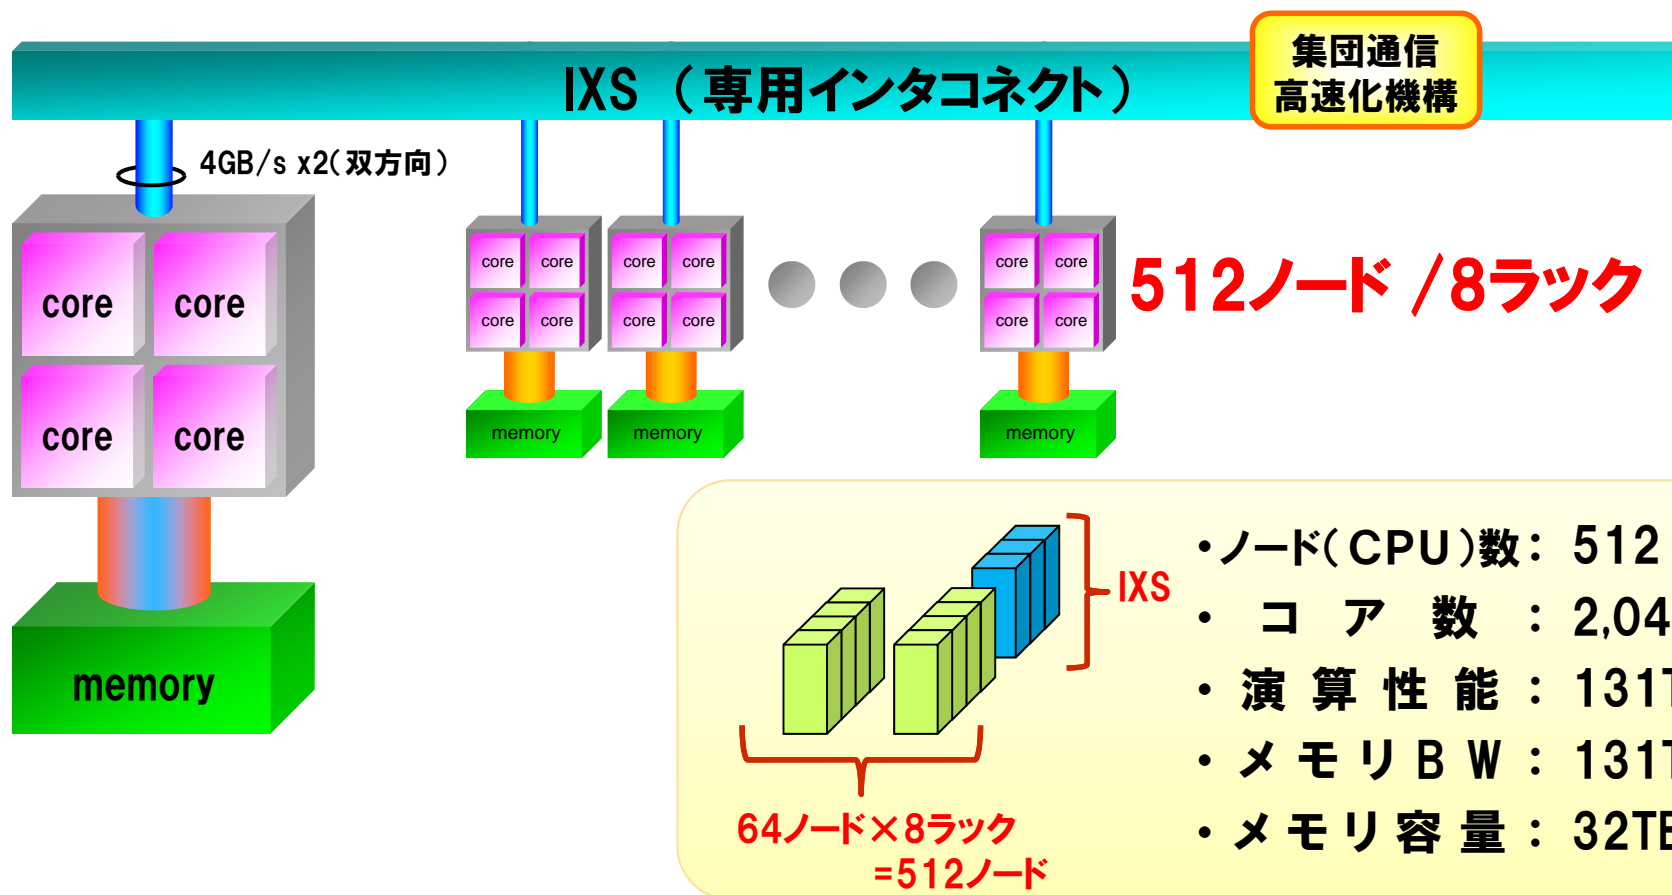 IXS （専用インタコネクト）
集団通信
高速化機構
4GB/s x2(双方向)
core core
core core
memory
core core
core core
memory
core core
core core
memory
core core
core core
memory
512ノード /8ラック
IXS
64ノード×8ラック
=512ノード
・ノード(CPU)数: 512
・コア数: 2,04
・演算性能: 131T
・メモリBW: 131T
・メモリ容量: 32TB